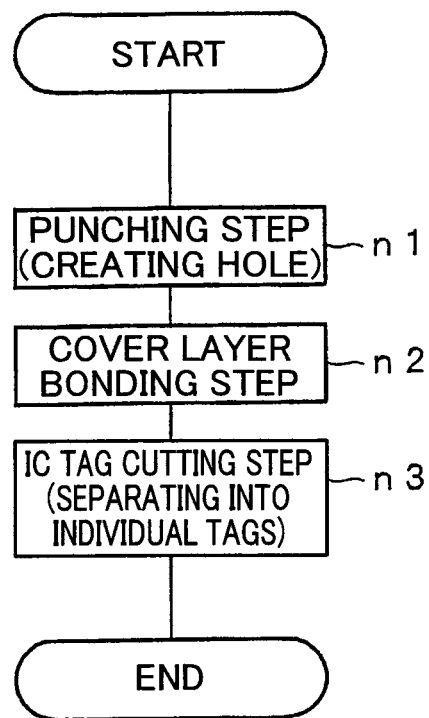 START
PUNCHING STEP
(CREATING HOLE)
n 1
COVER LAYER
BONDING STEP
n 2
IC TAG CUTTING STEP
(SEPARATING INTO
INDIVIDUAL TAGS)
n 3
END